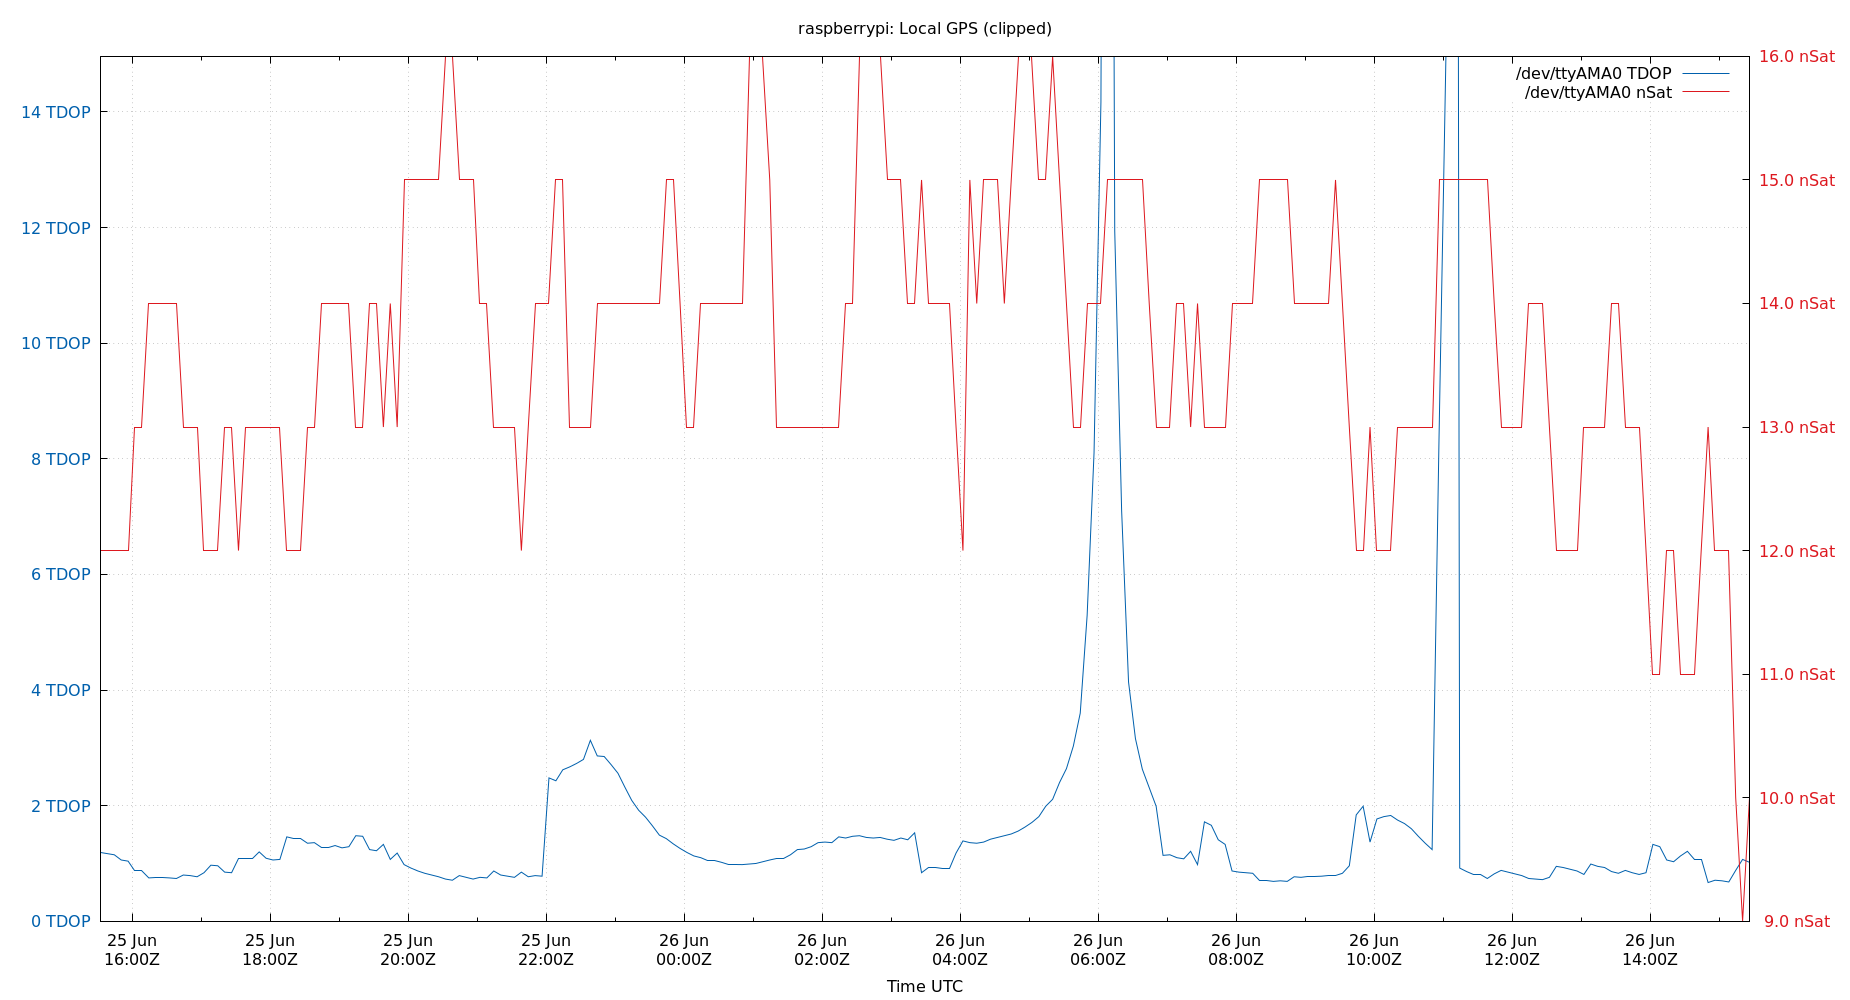 raspberrypi: Local GPS (clipped)
/dev/ttyAMA0 TDOP
/dev/ttyAMA0 nSat
14 TDOP
12 TDOP
10 TDOP
8 TDOP
6 TDOP
4 TDOP
2 TDOP
0 TDOP
16.0 nSat
15.0 nSat
14.0 nSat
13.0 nSat
12.0 nSat
11.0 nSat
10.0 nSat
9.0 nSat
25 Jun
16:00Z
25 Jun
18:00Z
25 Jun
20:00Z
25 Jun
22:00Z
26 Jun
00:00Z
26 Jun
02:00Z
26 Jun
04:00Z
26 Jun
06:00Z
26 Jun
08:00Z
26 Jun
10:00Z
26 Jun
12:00Z
26 Jun
14:00Z
Time UTC